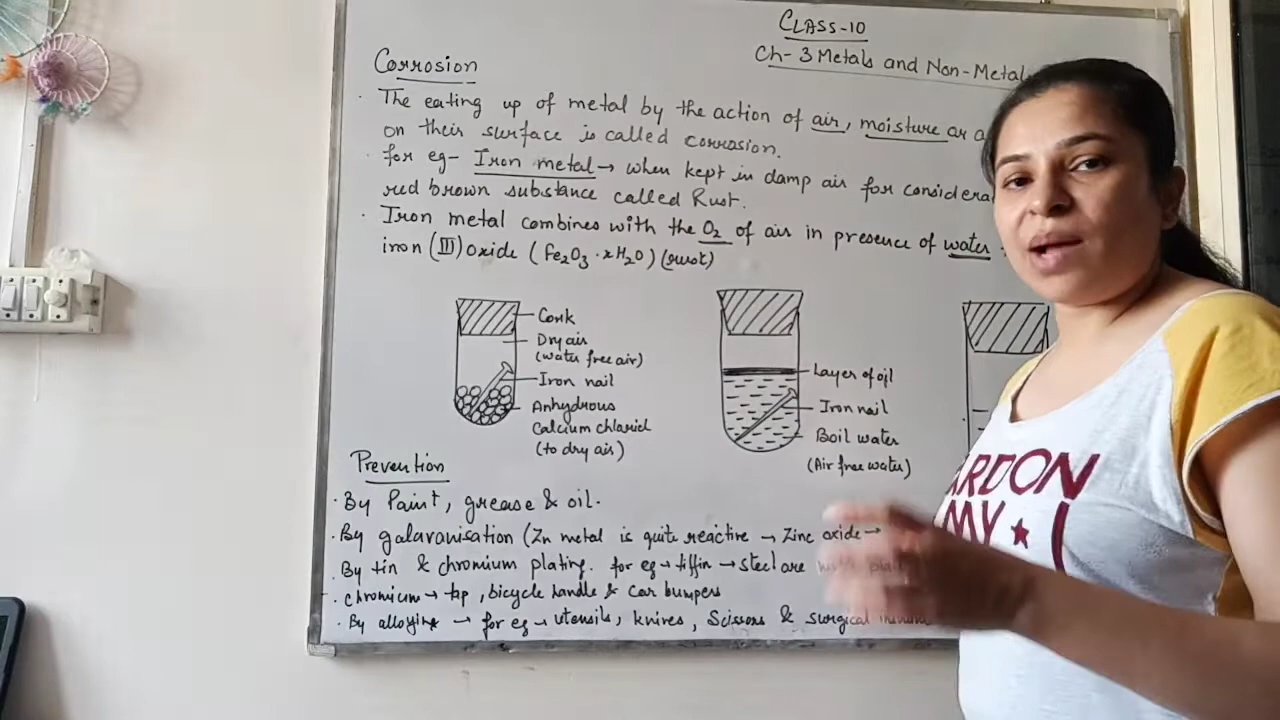 CLASS-10
Ch- 3 Metals and Non-Metal
Corrosion
· The eating up of metal by the action of air, moisture or a
on their surface is called corrosion.
· for eg- Iron metal → when kept in damp air for considera
red brown substance called Rust.
· Iron metal combines with the O₂ of air in presence of water
iron (III) Oxide (Fe₂O₃·xH₂O) (rust)
Cork
Dry air
(water free air)
Iron nail
Anhydrous
Calcium chlorid
(to dry air)
Layer of oil
Iron nail
Boil water
(Air free water)
Prevention
· By Paint, grease & oil.
· By galavanisation (Zn metal is quite reactive → Zinc oxide →
· By tin & chromium plating. for eg → tiffin → steel are
· chromium → tap, bicycle handle & Car bumpers
· By alloying → for eg → utensils, knives, Scissors & surgical
ARDON
MY ★